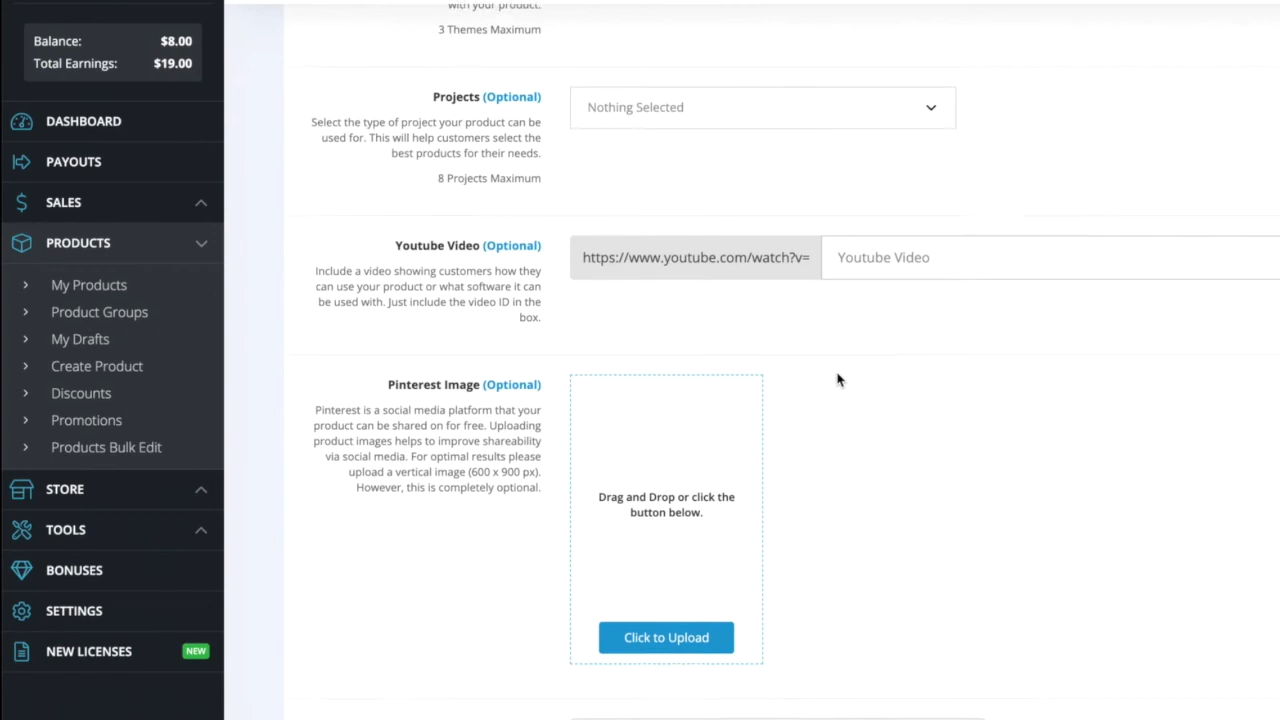 Balance: $8.00
Total Earnings: $19.00
DASHBOARD
PAYOUTS
SALES
PRODUCTS
My Products
Product Groups
My Drafts
Create Product
Discounts
Promotions
Products Bulk Edit
STORE
TOOLS
BONUSES
SETTINGS
NEW LICENSES NEW
with your product.
3 Themes Maximum
Projects (Optional)
Select the type of project your product can be
used for. This will help customers select the
best products for their needs.
8 Projects Maximum
Nothing Selected
Youtube Video (Optional)
Include a video showing customers how they
can use your product or what software it can
be used with. Just include the video ID in the
box.
https://www.youtube.com/watch?v= Youtube Video
Pinterest Image (Optional)
Pinterest is a social media platform that your
product can be shared on for free. Uploading
product images helps to improve shareability
via social media. For optimal results please
upload a vertical image (600 x 900 px).
However, this is completely optional.
Drag and Drop or click the
button below.
Click to Upload